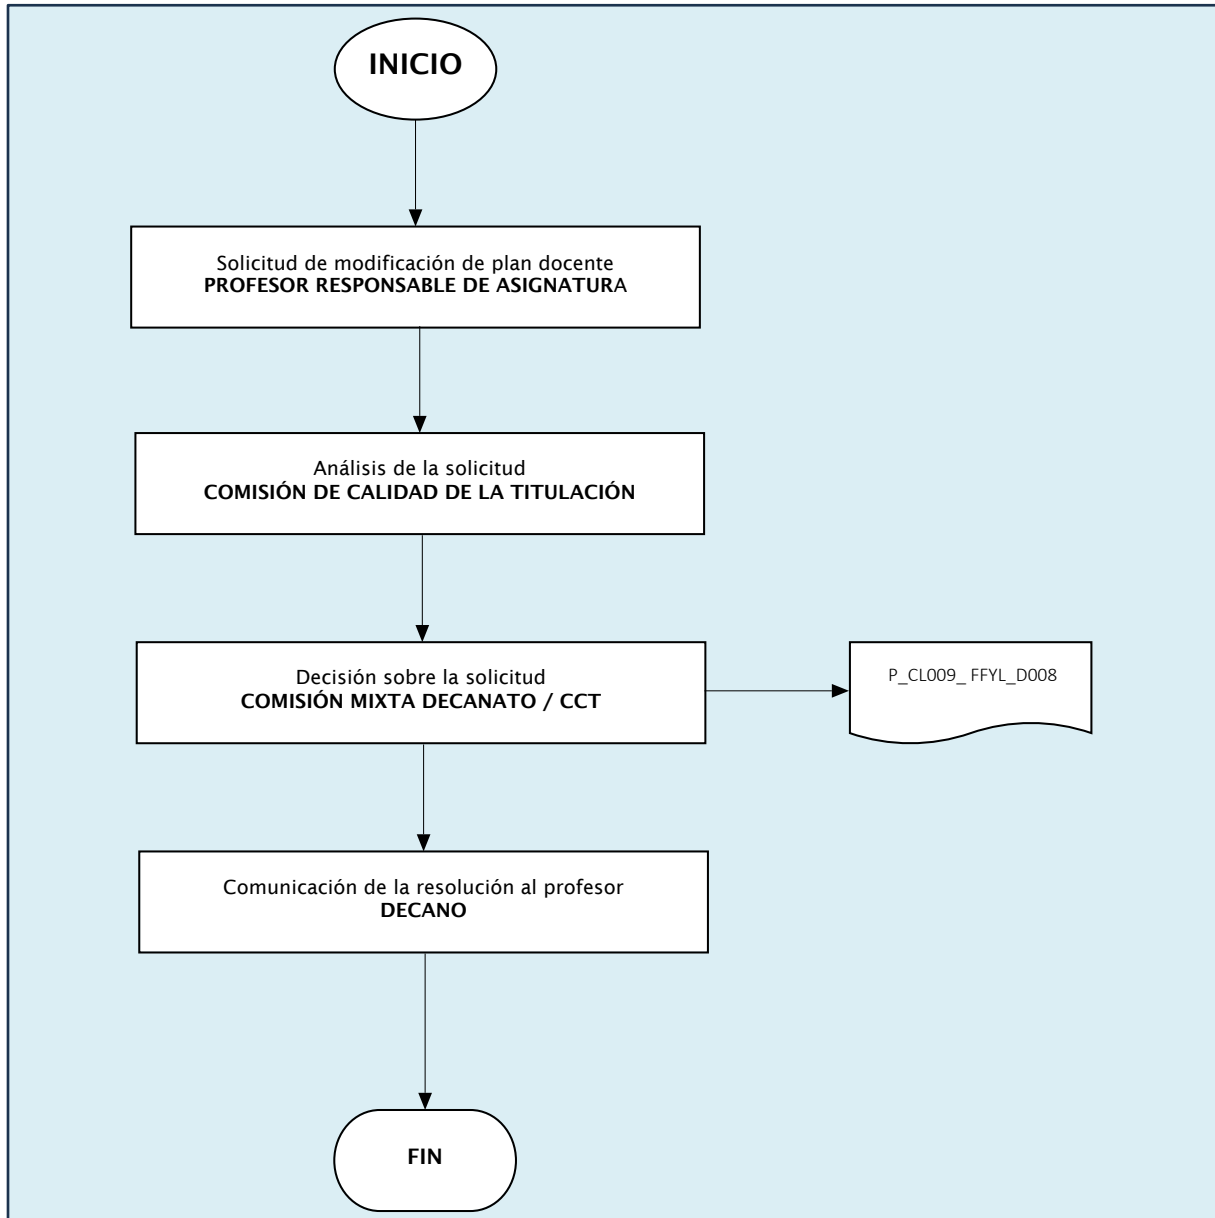 INICIO
Solicitud de modificación de plan docente
PROFESOR RESPONSABLE DE ASIGNATURA
Análisis de la solicitud
COMISIÓN DE CALIDAD DE LA TITULACIÓN
Decisión sobre la solicitud
COMISIÓN MIXTA DECANATO / CCT
P_CL009_ FFYL_D008
Comunicación de la resolución al profesor
DECANO
FIN